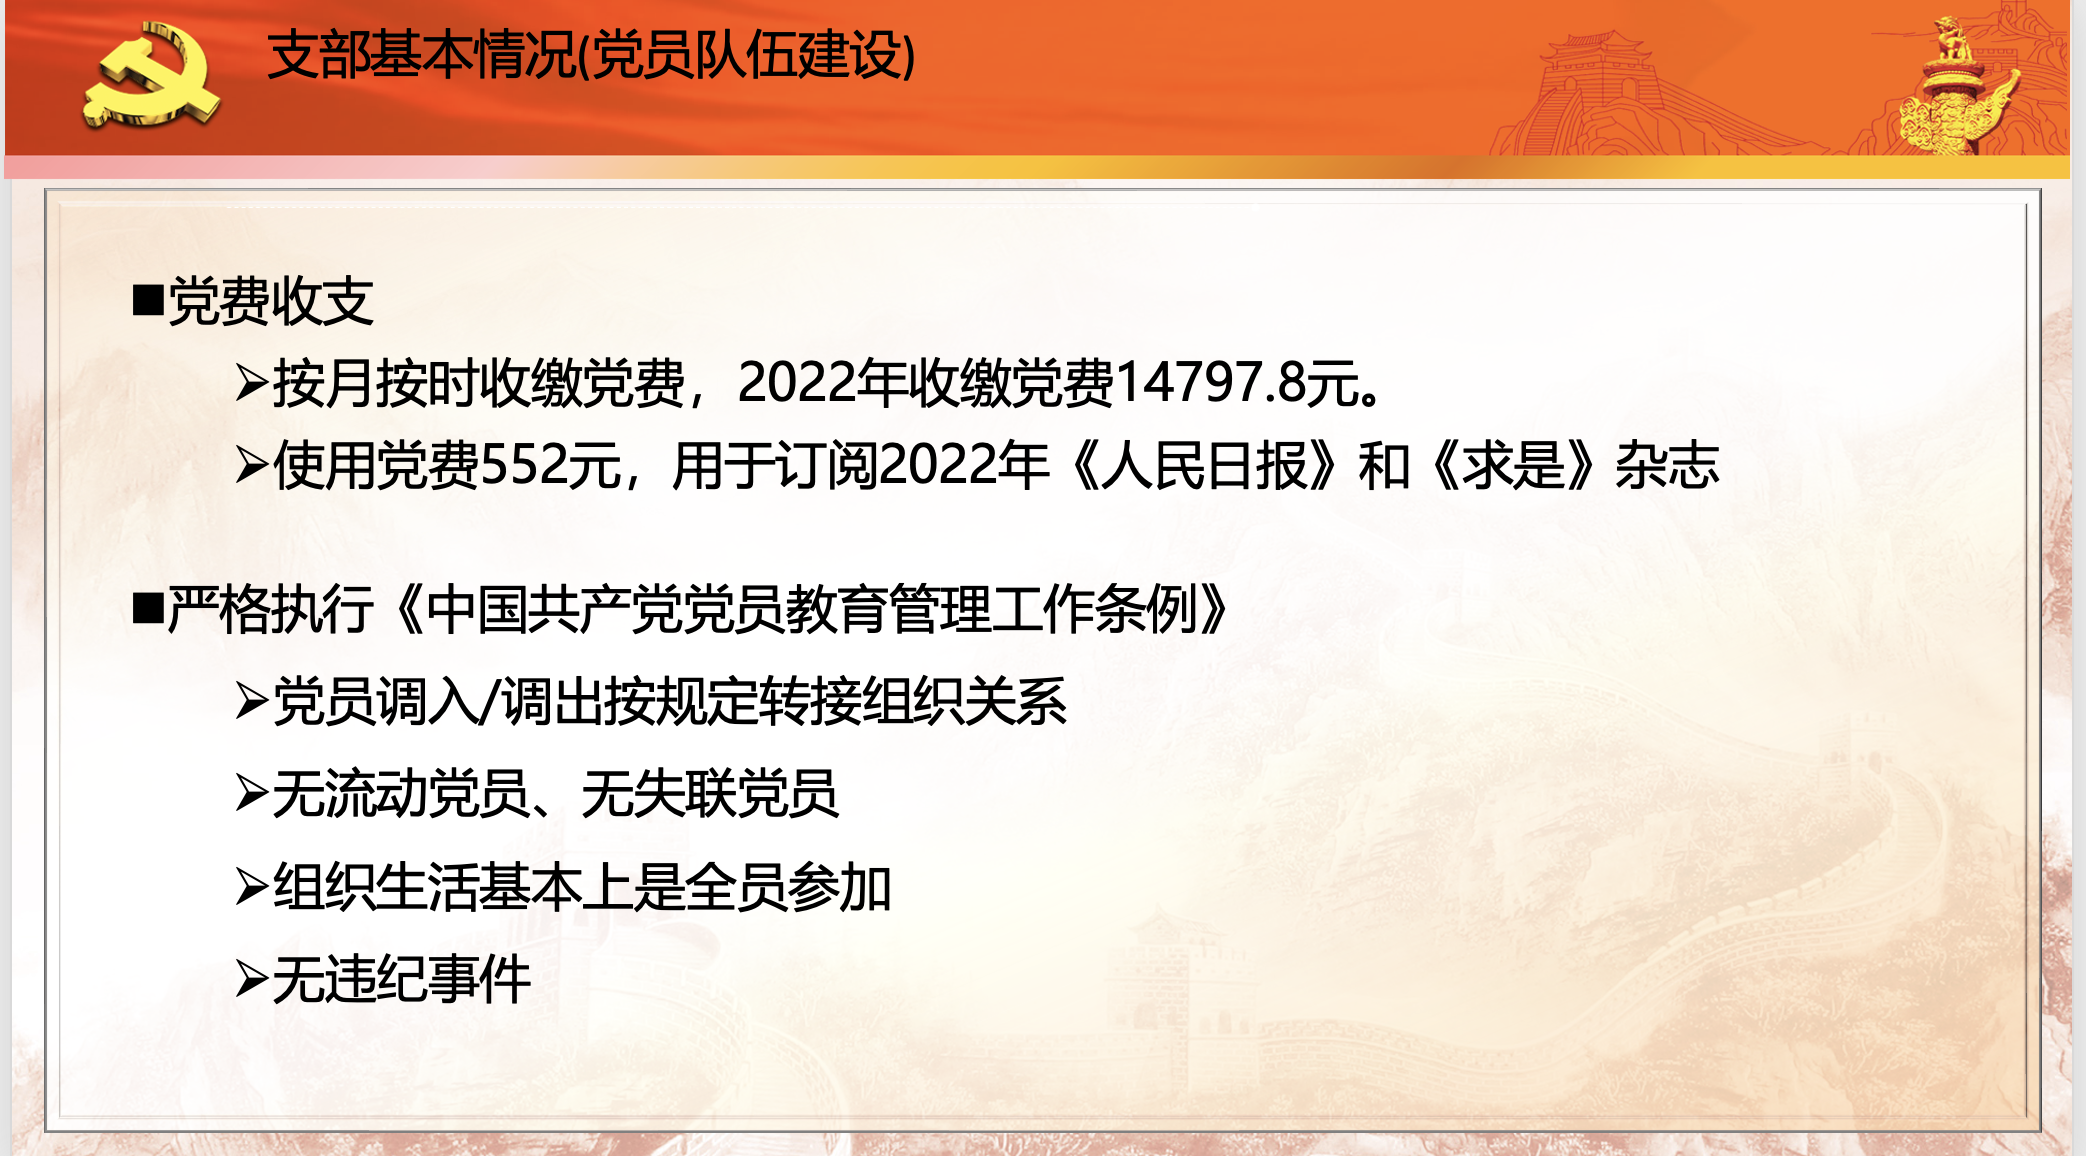 支部基本情况(党员队伍建设)
■党费收支
➢按月按时收缴党费，2022年收缴党费14797.8元。
➢使用党费552元，用于订阅2022年《人民日报》和《求是》杂志
■严格执行《中国共产党党员教育管理工作条例》
➢党员调入/调出按规定转接组织关系
➢无流动党员、无失联党员
➢组织生活基本上是全员参加
➢无违纪事件